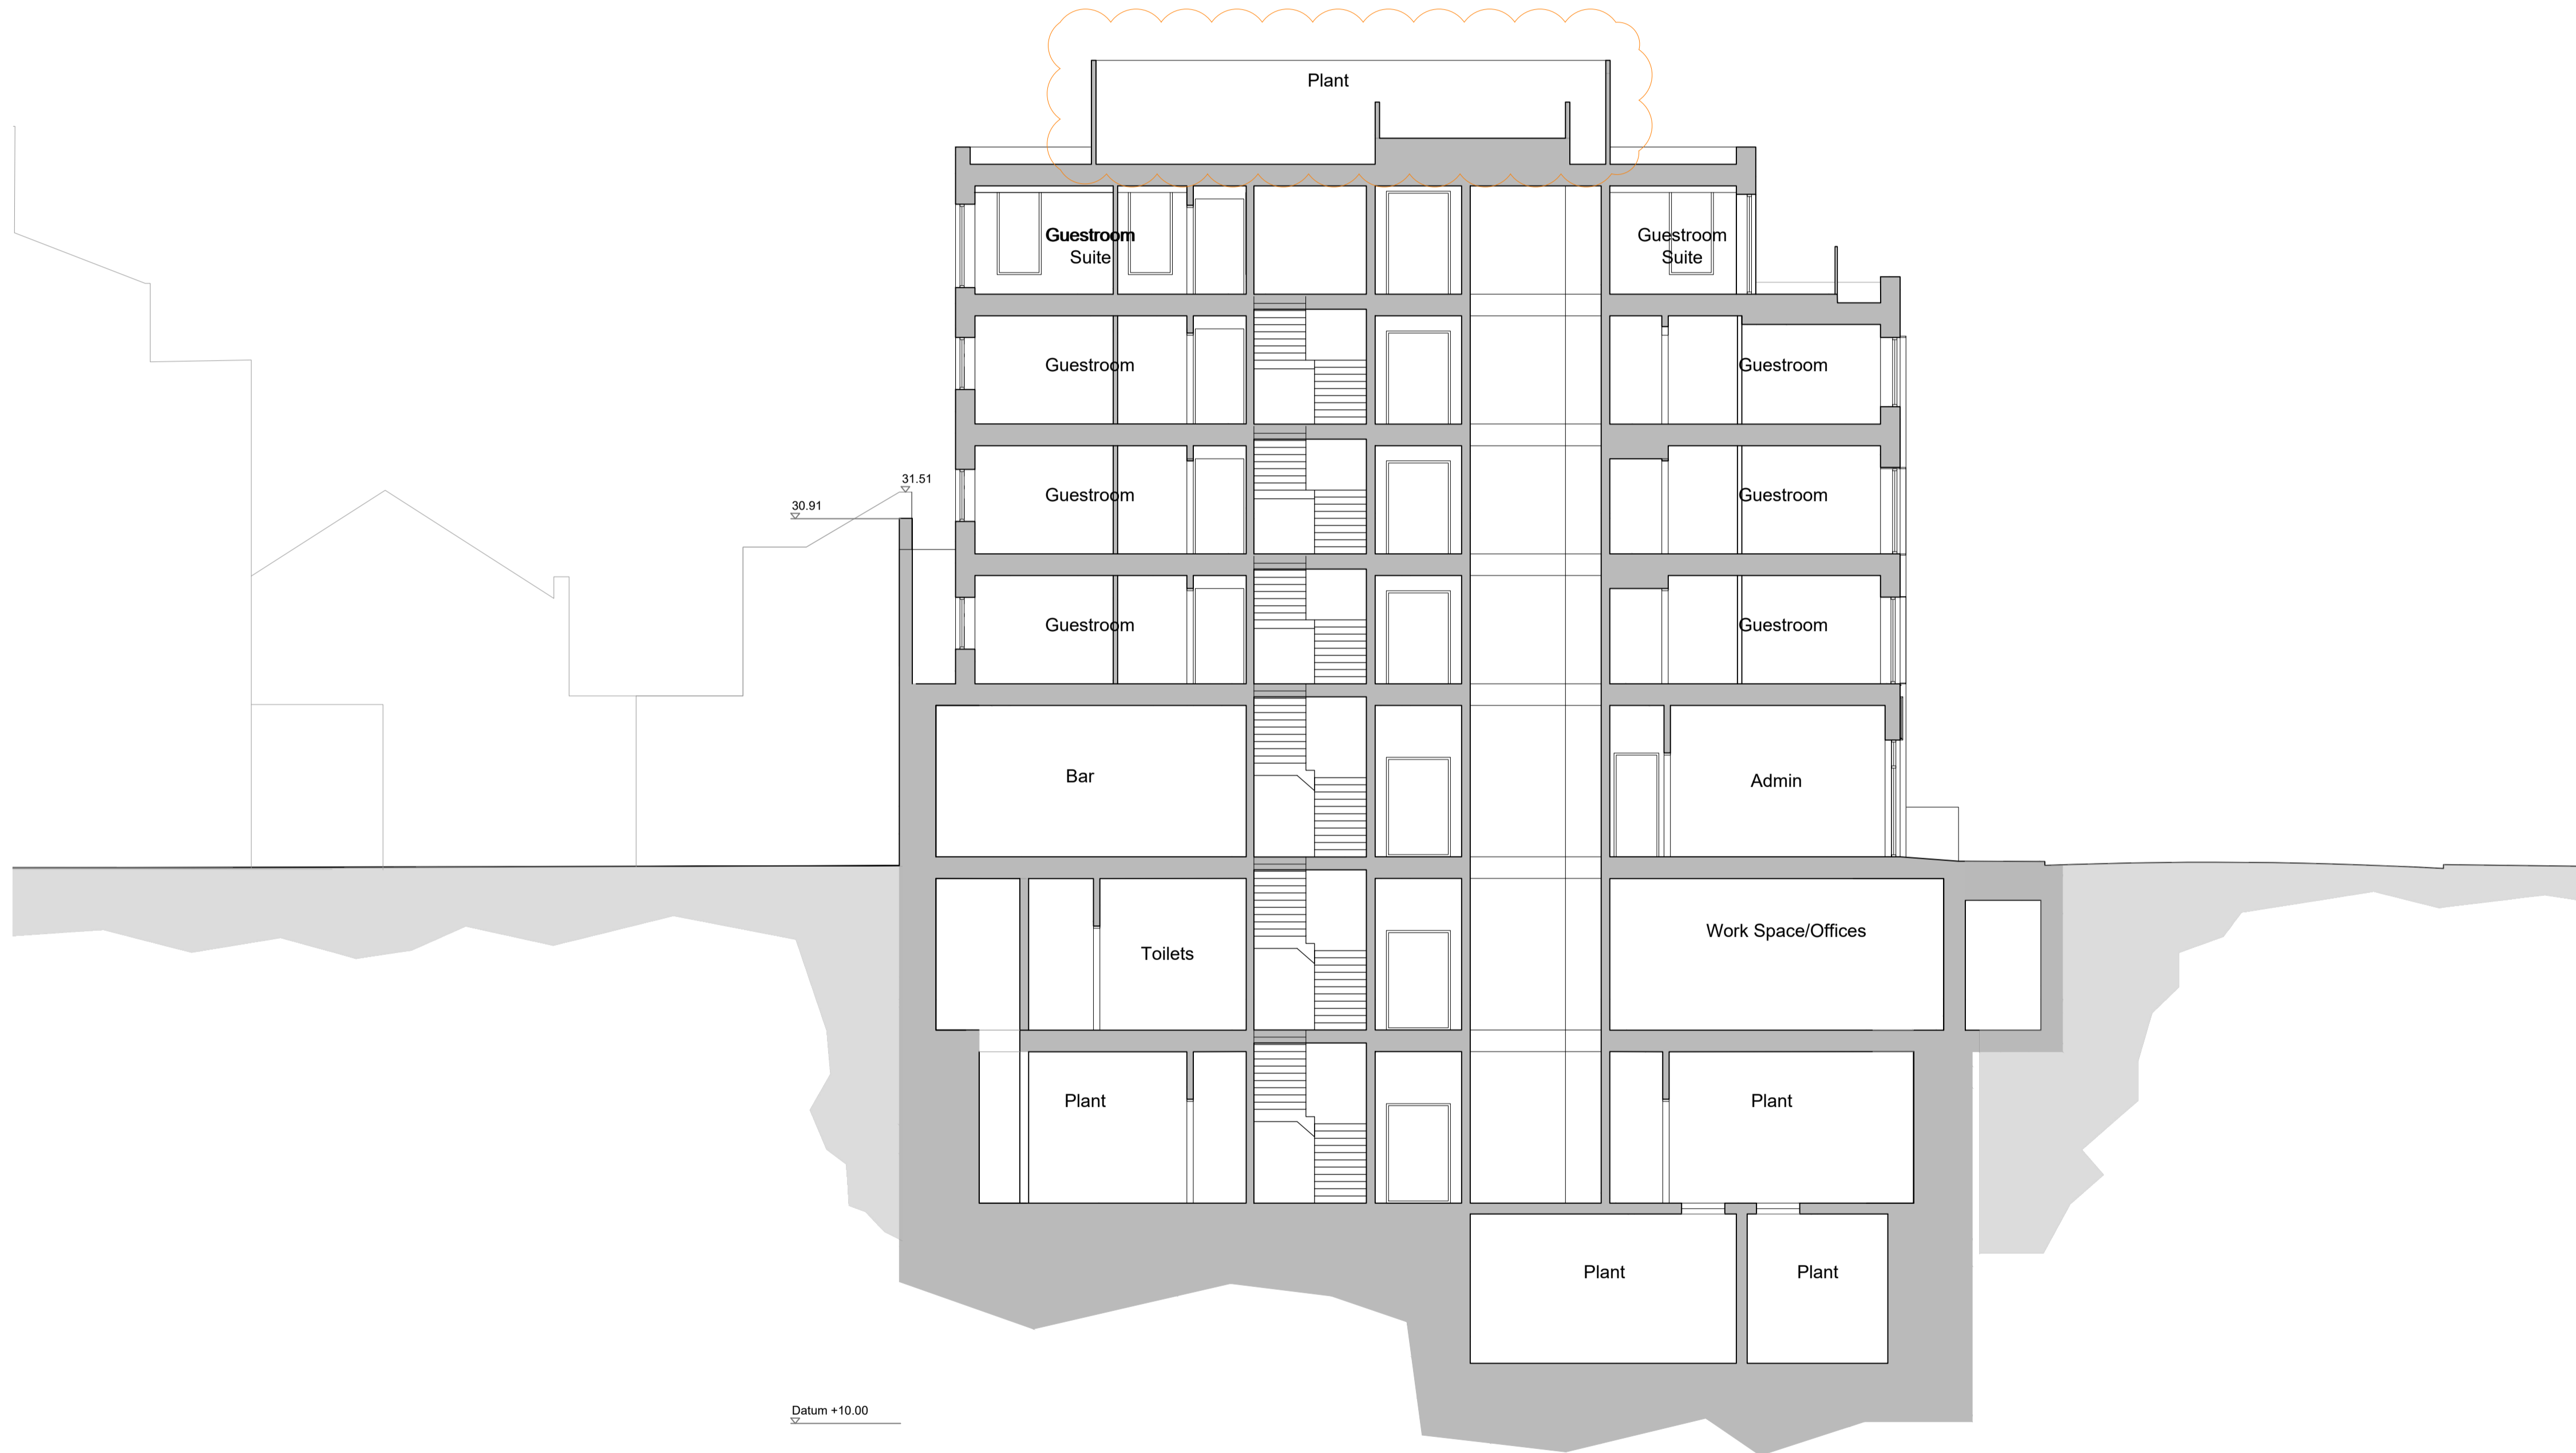 Plant
Guestroom
Suite
Guestroom
Suite
Guestroom
Guestroom
31.51
30.91
Guestroom
Guestroom
Guestroom
Guestroom
Bar
Admin
Toilets
Work Space/Offices
Plant
Plant
Plant
Plant
Datum +10.00